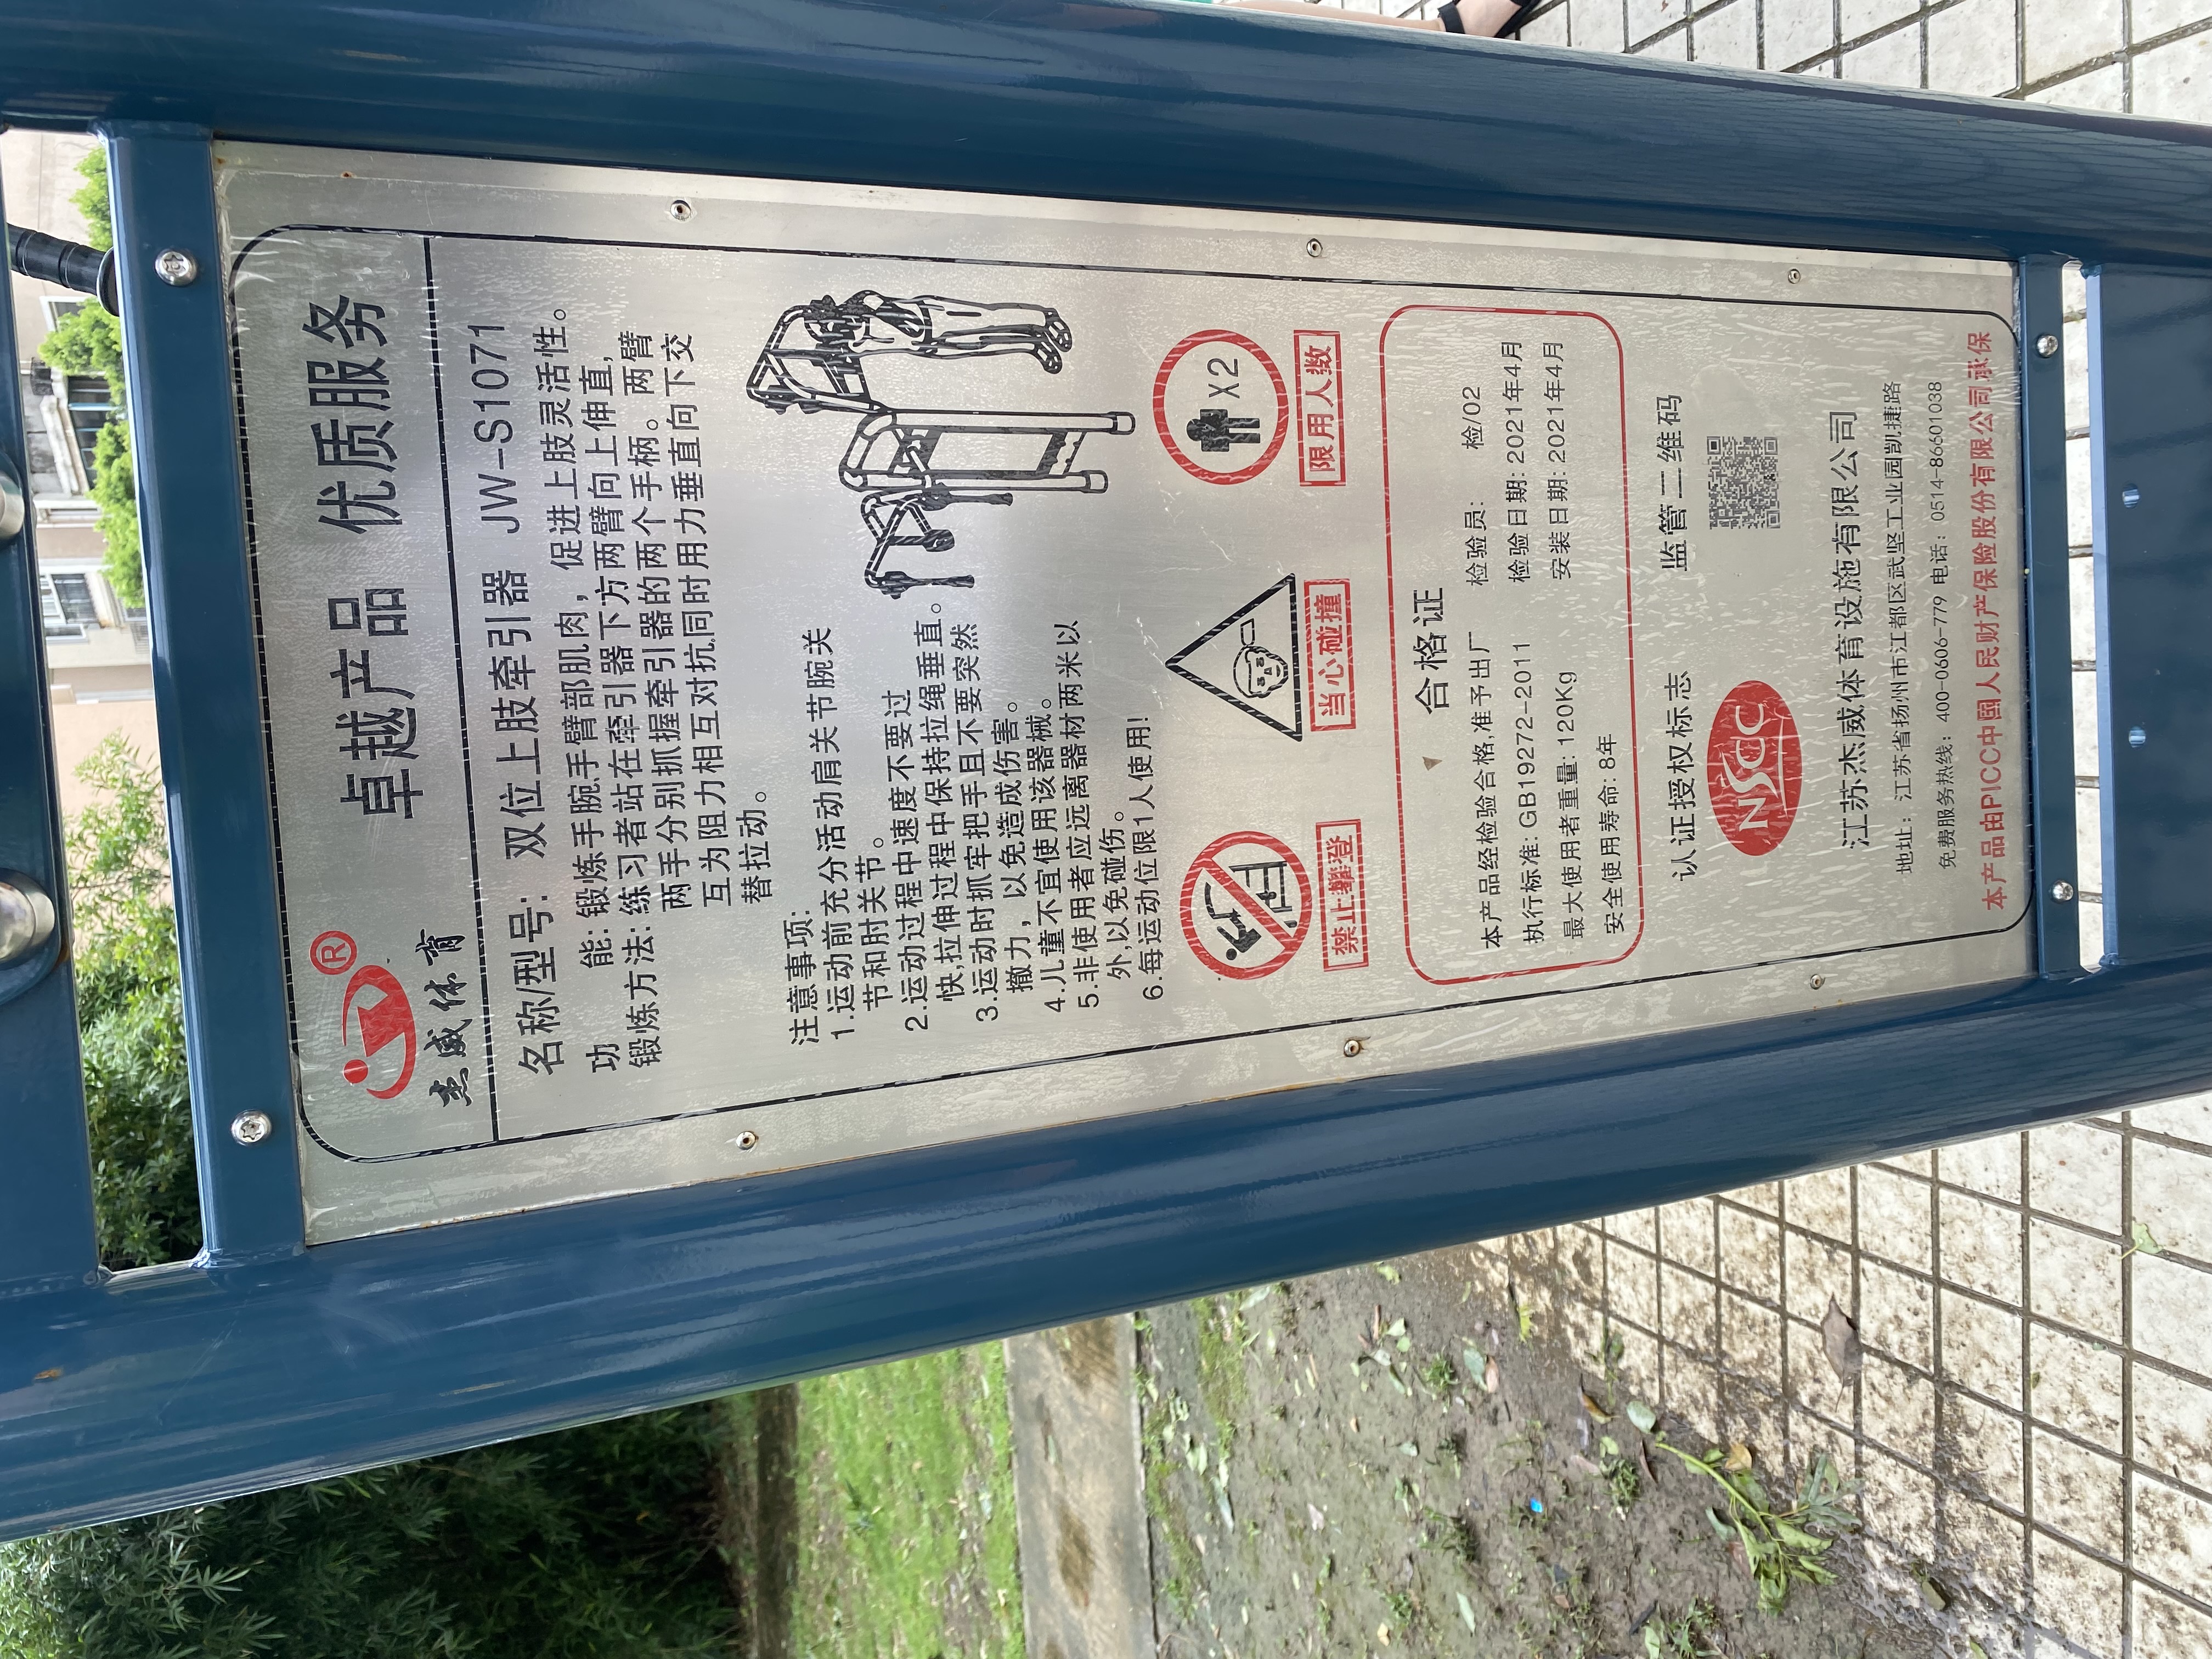 JW®
杰威体育
卓越产品 优质服务
名称/型号: 双位上肢牵引器 JW-S1071
功 能: 锻炼手腕,手臂部肌肉，促进上肢灵活性。
锻炼方法: 练习者站在牵引器下方两臂向上伸直,
两手分别抓握牵引器的两个手柄。两臂
互为阻力相互对抗,同时用力垂直向下交
替拉动。
注意事项:
1.运动前充分活动肩关节腕关
节和肘关节。
2.运动过程中速度不要过
快,拉伸过程中保持拉绳垂直。
3.运动时抓牢把手且不要突然
撤力，以免造成伤害。
4.儿童不宜使用该器械。
5.非使用者应远离器材两米以
外,以免碰伤。
6.每运动位限1人使用!
禁止攀登
当心碰撞
X2
限用人数
合格证
本产品经检验合格,准予出厂
执行标准: GB19272-2011
最大使用者重量: 120Kg
安全使用寿命: 8年
检验员: 检/02
检验日期: 2021年4月
安装日期: 2021年4月
认证授权标志 监管二维码
NSCC
江苏杰威体育设施有限公司
地址: 江苏省扬州市江都区武坚工业园凯捷路
免费服务热线: 400-0606-779 电话: 0514-86601038
本产品由PICC中国人民财产保险股份有限公司承保